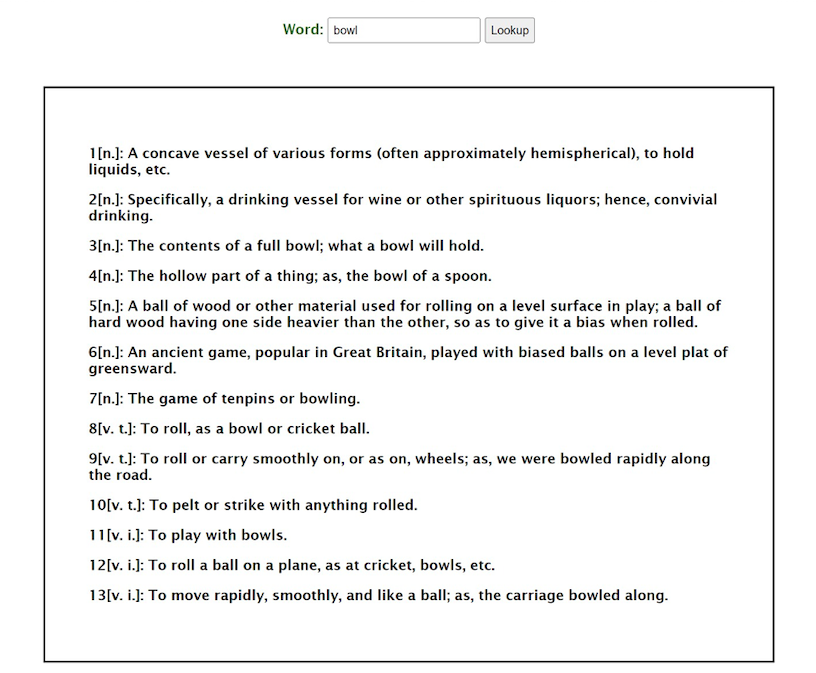 Word: bowl Lookup
1[n.]: A concave vessel of various forms (often approximately hemispherical), to hold
liquids, etc.
2[n.]: Specifically, a drinking vessel for wine or other spirituous liquors; hence, convivial
drinking.
3[n.]: The contents of a full bowl; what a bowl will hold.
4[n.]: The hollow part of a thing; as, the bowl of a spoon.
5[n.]: A ball of wood or other material used for rolling on a level surface in play; a ball of
hard wood having one side heavier than the other, so as to give it a bias when rolled.
6[n.]: An ancient game, popular in Great Britain, played with biased balls on a level plat of
greensward.
7[n.]: The game of tenpins or bowling.
8[v. t.]: To roll, as a bowl or cricket ball.
9[v. t.]: To roll or carry smoothly on, or as on, wheels; as, we were bowled rapidly along
the road.
10[v. t.]: To pelt or strike with anything rolled.
11[v. i.]: To play with bowls.
12[v. i.]: To roll a ball on a plane, as at cricket, bowls, etc.
13[v. i.]: To move rapidly, smoothly, and like a ball; as, the carriage bowled along.